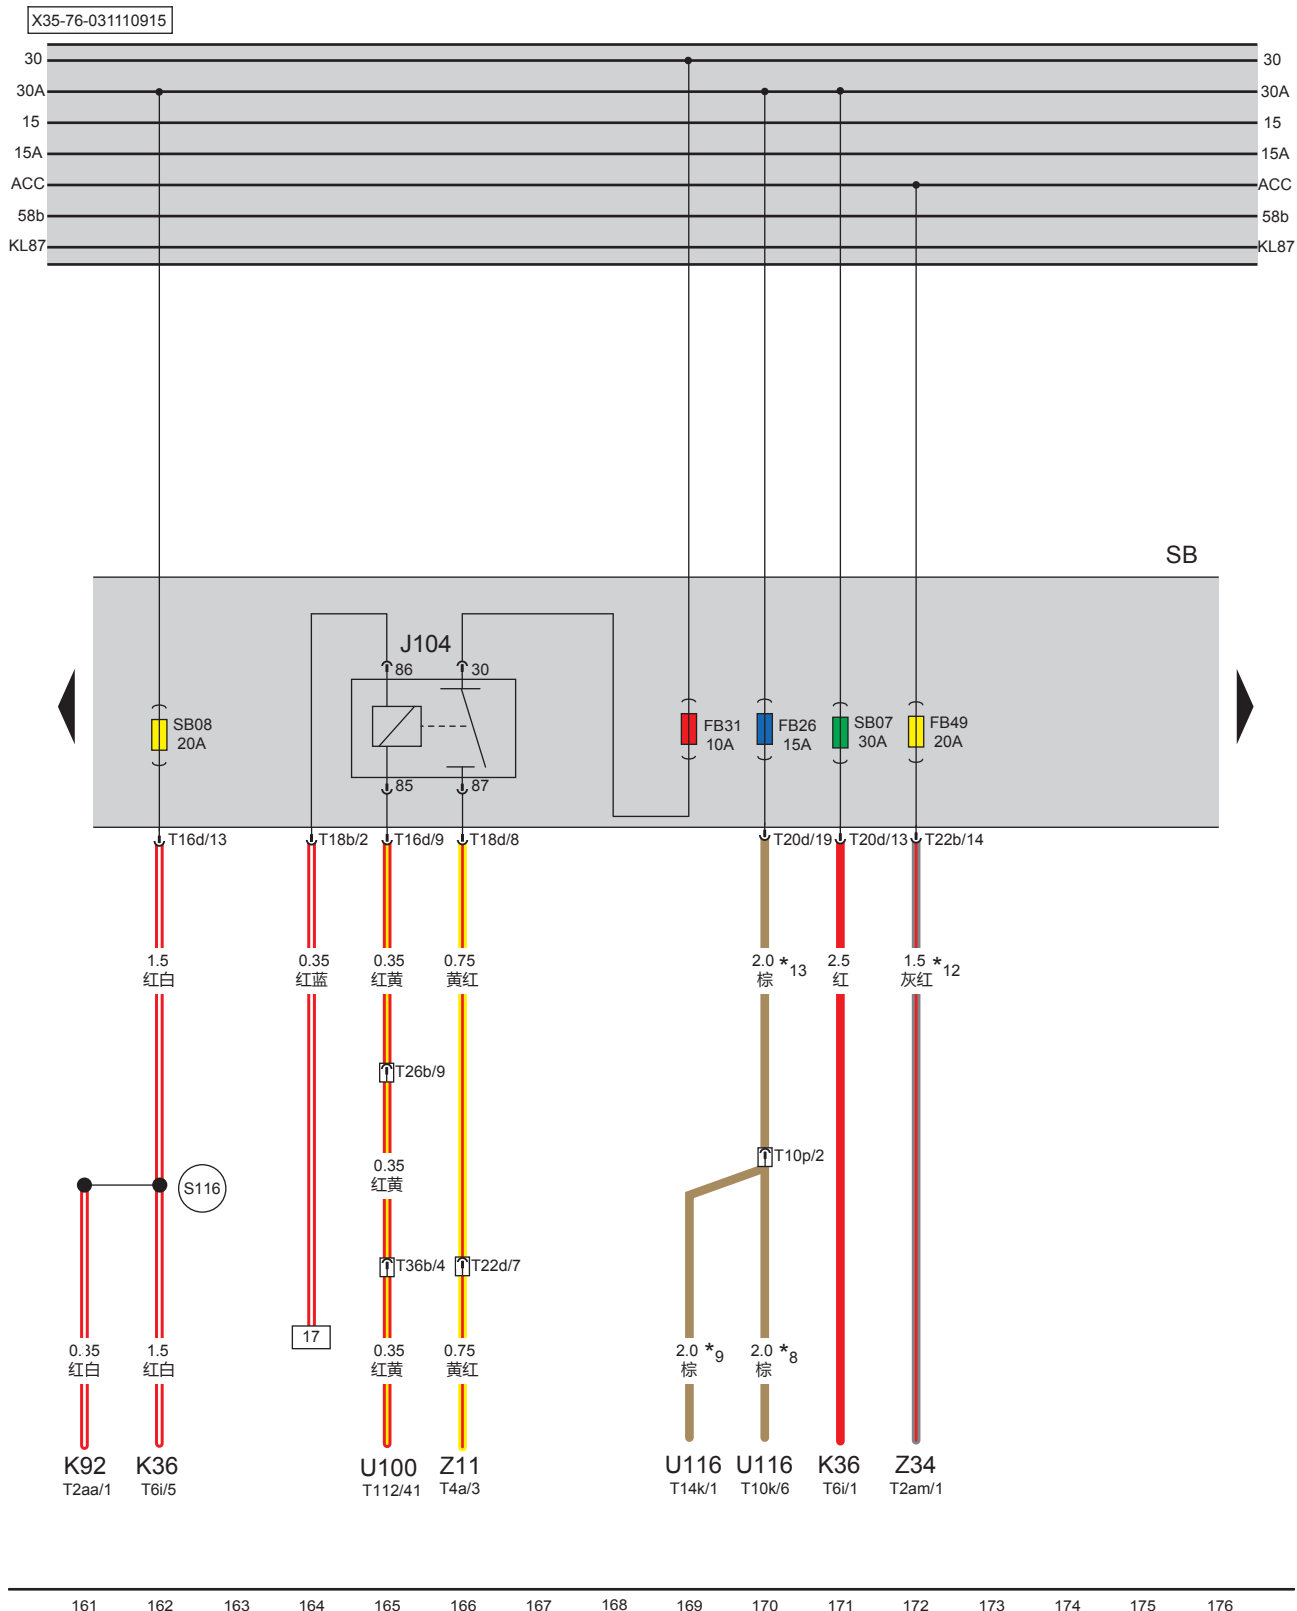 X35-76-031110915
30 30
30A 30A
15 15
15A 15A
ACC ACC
58b 58b
KL87 KL87
SB
J104
86 30
SB08
20A
FB31
10A
FB26
15A
SB07
30A
FB49
20A
85 87
T16d/13 T18b/2 T16d/9 T18d/8 T20d/19 T20d/13 T22b/14
1.5
红白
0.35
红蓝
0.35
红黄
0.75
黄红
2.0 *13
棕
2.5
红
1.5 *12
灰红
T26b/9
T10p/2
0.35
红黄
S116
T36b/4 T22d/7
17
0.35
红白
1.5
红白
0.35
红黄
0.75
黄红
2.0 *9
棕
2.0 *8
棕
K92
T2aa/1
K36
T6i/5
U100
T112/41
Z11
T4a/3
U116
T14k/1
U116
T10k/6
K36
T6i/1
Z34
T2am/1
161 162 163 164 165 166 167 168 169 170 171 172 173 174 175 176